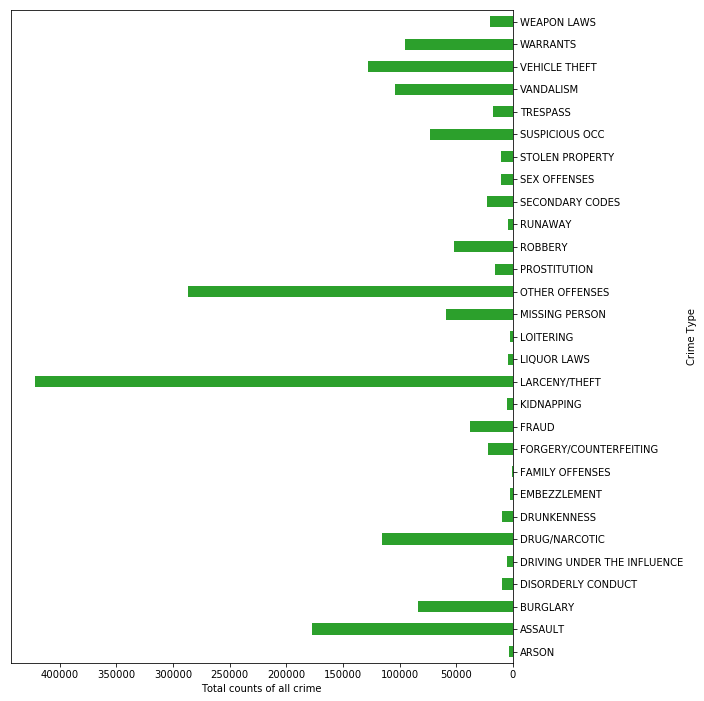 WEAPON LAWS
WARRANTS
VEHICLE THEFT
VANDALISM
TRESPASS
SUSPICIOUS OCC
STOLEN PROPERTY
SEX OFFENSES
SECONDARY CODES
RUNAWAY
ROBBERY
PROSTITUTION
OTHER OFFENSES
MISSING PERSON
LOITERING
LIQUOR LAWS
LARCENY/THEFT
KIDNAPPING
FRAUD
FORGERY/COUNTERFEITING
FAMILY OFFENSES
EMBEZZLEMENT
DRUNKENNESS
DRUG/NARCOTIC
DRIVING UNDER THE INFLUENCE
DISORDERLY CONDUCT
BURGLARY
ASSAULT
ARSON
Crime Type
400000 350000 300000 250000 200000 150000 100000 50000 0
Total counts of all crime